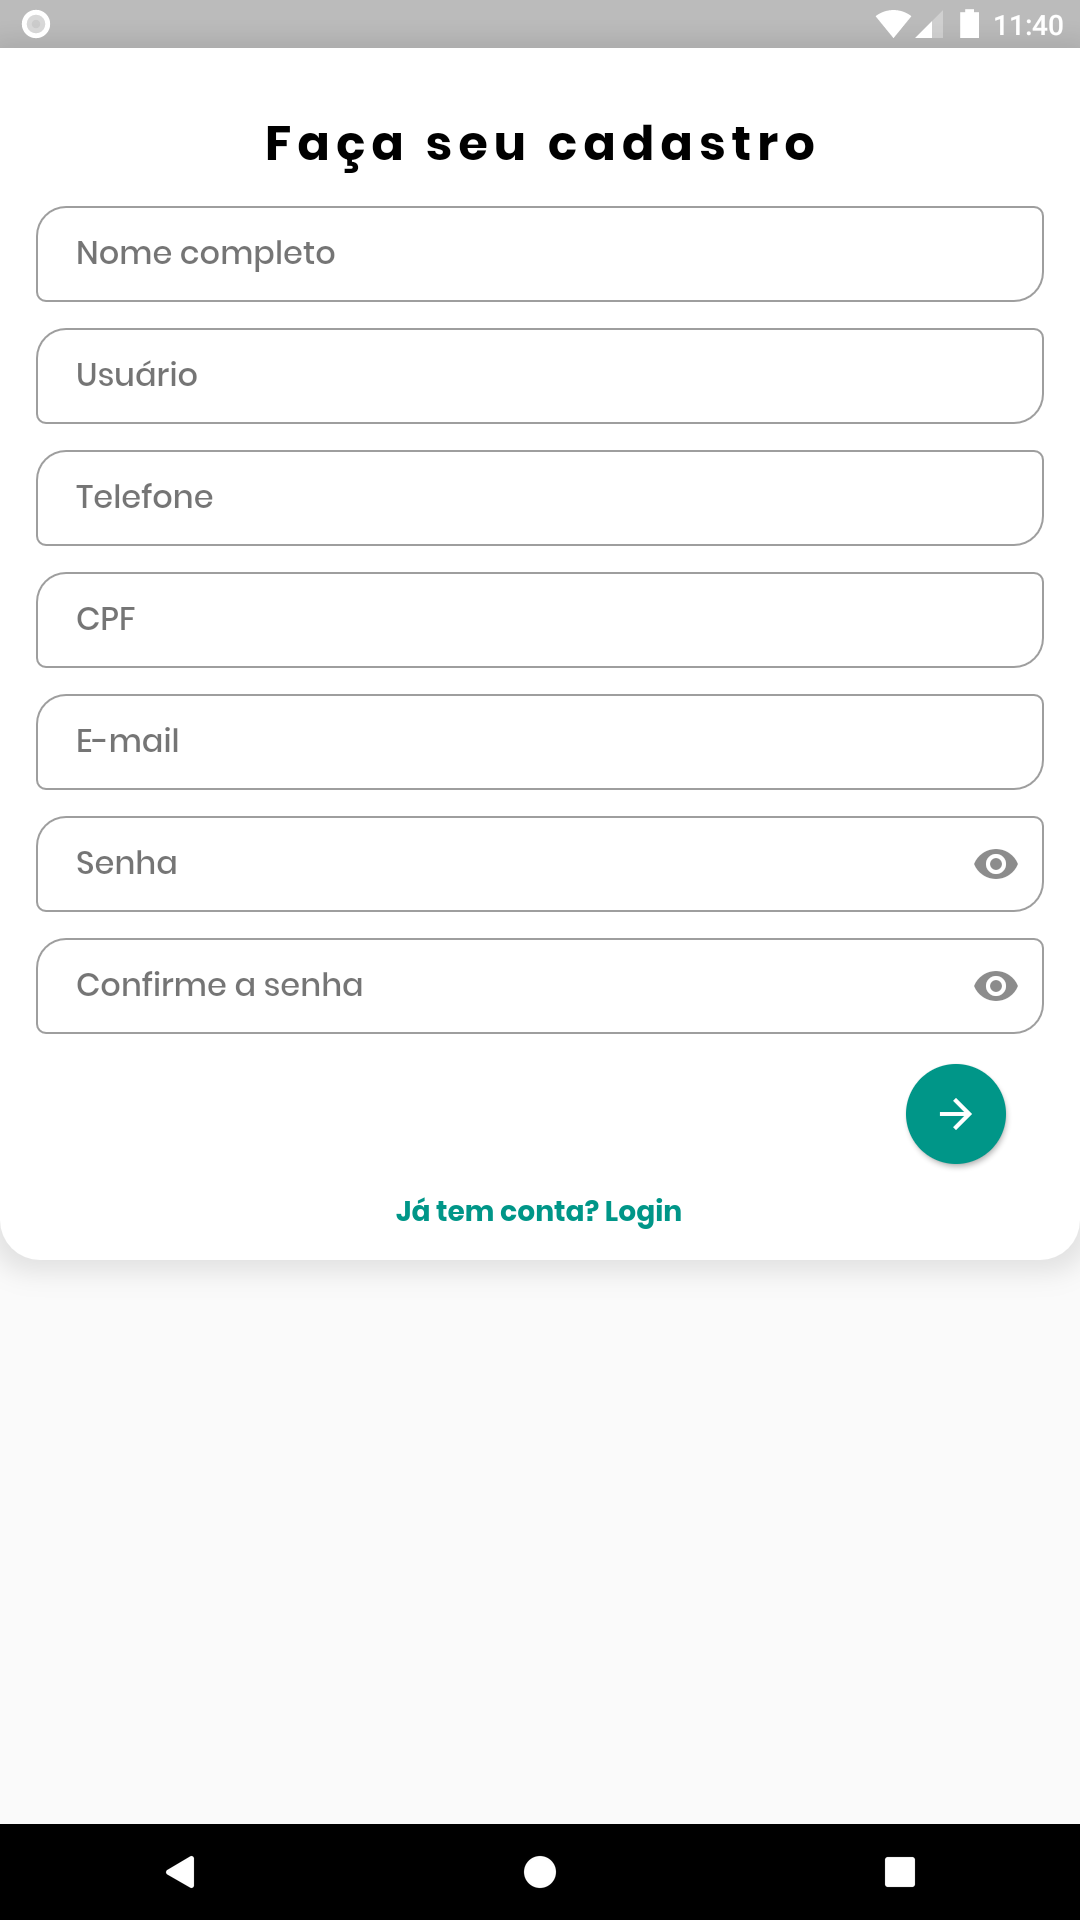 11:40
Faça seu cadastro
Nome completo
Usuário
Telefone
CPF
E-mail
Senha
Confirme a senha
Já tem conta? Login